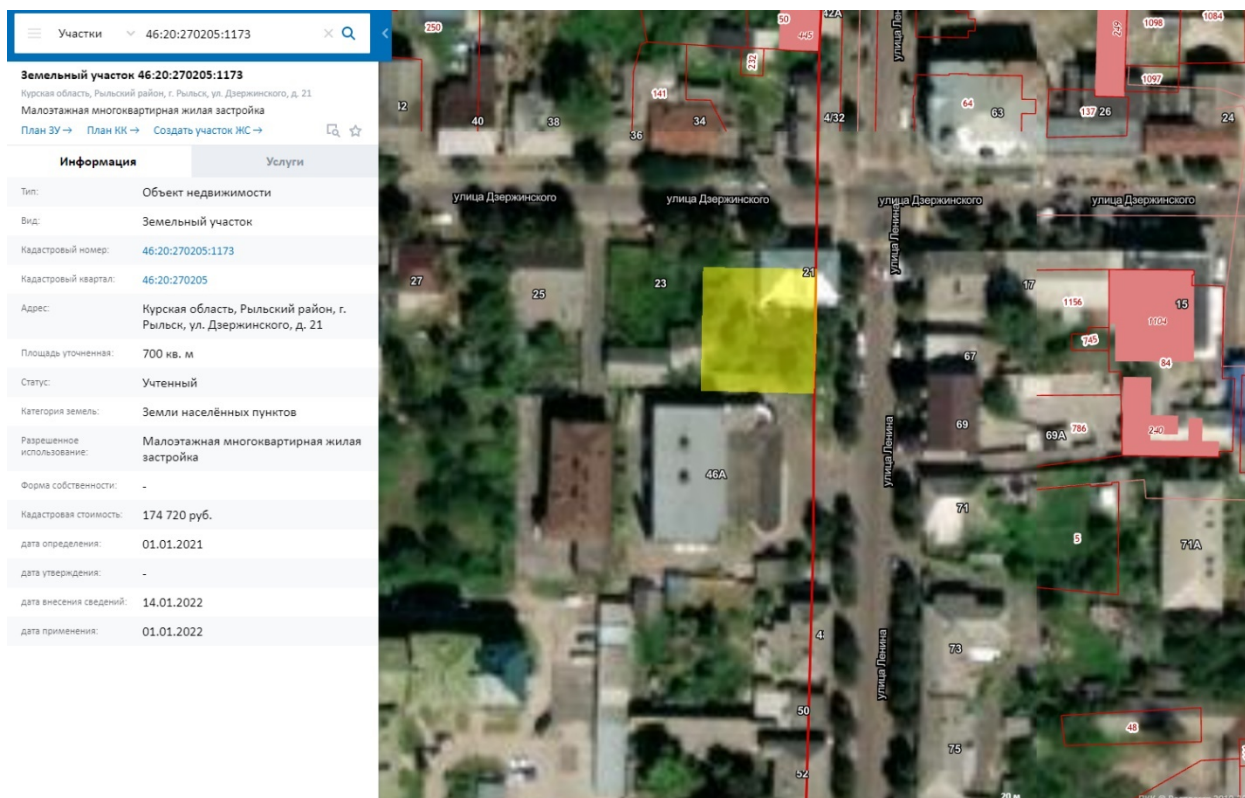 Участки 46:20:270205:1173
Земельный участок 46:20:270205:1173
Курская область, Рыльский район, г. Рыльск, ул. Дзержинского, д. 21
Малоэтажная многоквартирная жилая застройка
План ЗУ → План КК → Создать участок ЖС →
Информация Услуги
Тип: Объект недвижимости
Вид: Земельный участок
Кадастровый номер: 46:20:270205:1173
Кадастровый квартал: 46:20:270205
Адрес: Курская область, Рыльский район, г.
Рыльск, ул. Дзержинского, д. 21
Площадь уточненная: 700 кв. м
Статус: Учтенный
Категория земель: Земли населённых пунктов
Разрешенное использование: Малоэтажная многоквартирная жилая
застройка
Форма собственности: -
Кадастровая стоимость: 174 720 руб.
дата определения: 01.01.2021
дата утверждения: -
дата внесения сведений: 14.01.2022
дата применения: 01.01.2022
250
50
42А
445
232
249
1098
1084
1097
141
40
38
36
34
4/32
64
63
137
26
24
улица Ленина
улица Дзержинского
улица Дзержинского
улица Дзержинского
улица Дзержинского
улица Ленина
27
25
23
21
17
1156
1104
15
745
84
67
69
69А
786
240
46А
улица Ленина
71
5
71А
улица Ленина
73
50
48
75
52
20 м